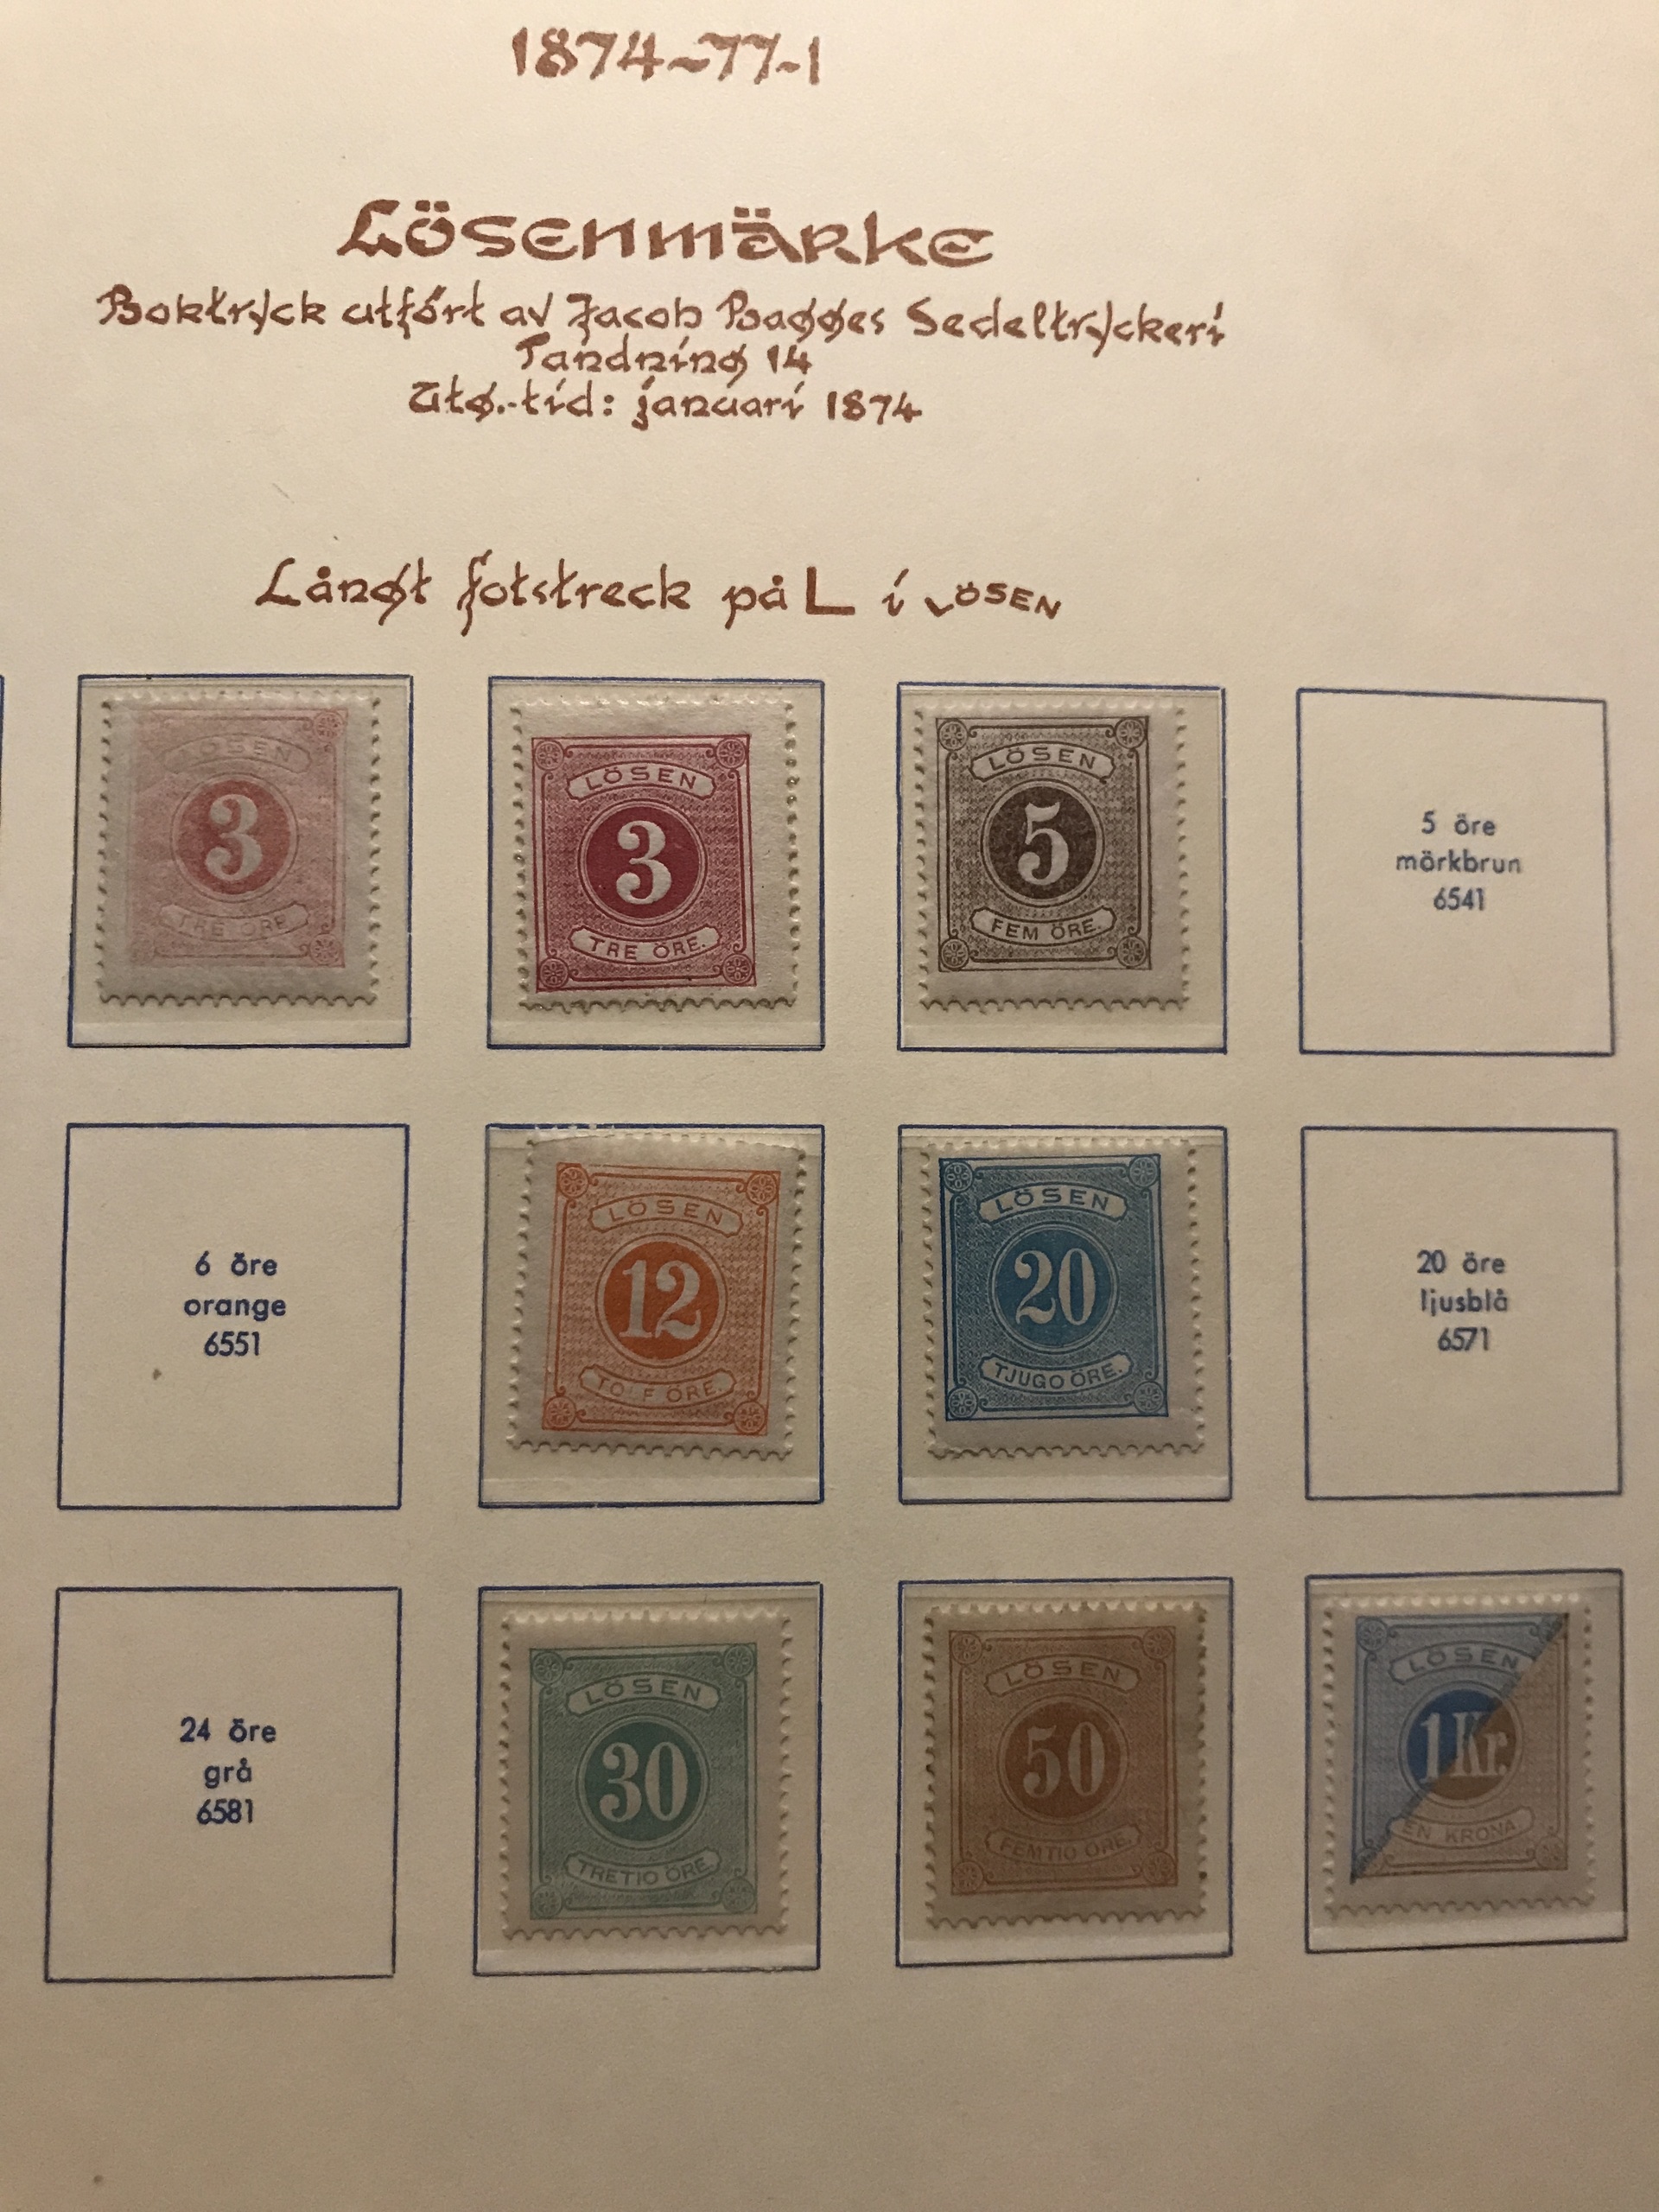 1874-77-1
LÖSENMÄRKE
Boktryck utfört av Jacob Bagges Sedeltryckeri
Tandning 14
Utg.-tid: januari 1874
Långt fotstreck på L i LÖSEN
LÖSEN
3
TRE ÖRE.
LÖSEN
3
TRE ÖRE.
LÖSEN
5
FEM ÖRE.
5 öre
mörkbrun
6541
6 öre
orange
6551
LÖSEN
12
TOLF ÖRE.
LÖSEN
20
TJUGO ÖRE.
20 öre
ljusblå
6571
24 öre
grå
6581
LÖSEN
30
TRETIO ÖRE.
LÖSEN
50
FEMTIO ÖRE.
LÖSEN
1 Kr.
EN KRONA.